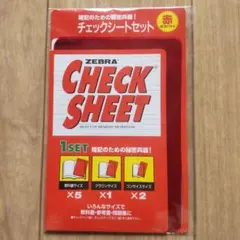 暗記のための秘密兵器！
チェックシートセット
赤
ZEBRA
CHECK
SHEET
1SET
暗記のための秘密兵器！
×5
×1
×2
いろんなサイズで
教科書・参考書・問題集に